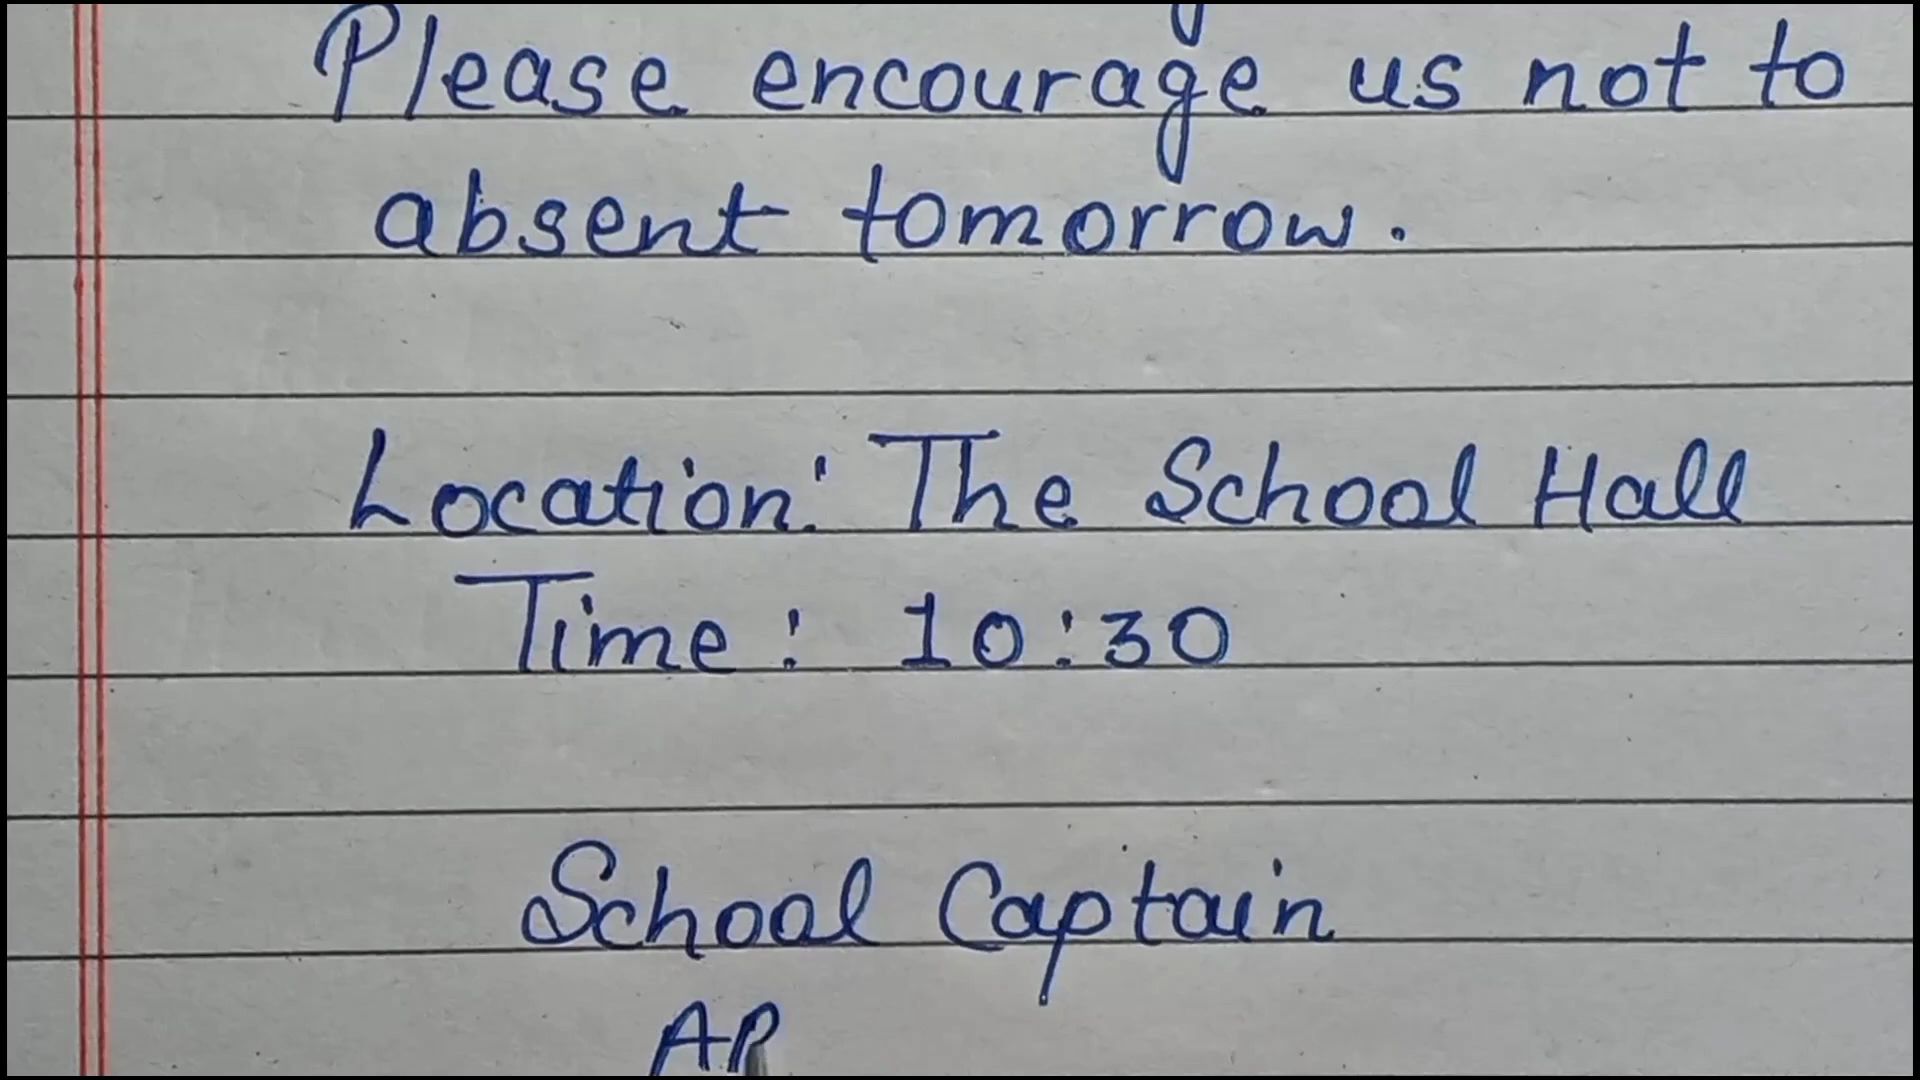 Please encourage us not to
absent tomorrow.
Location: The School Hall
Time: 10:30
School Captain